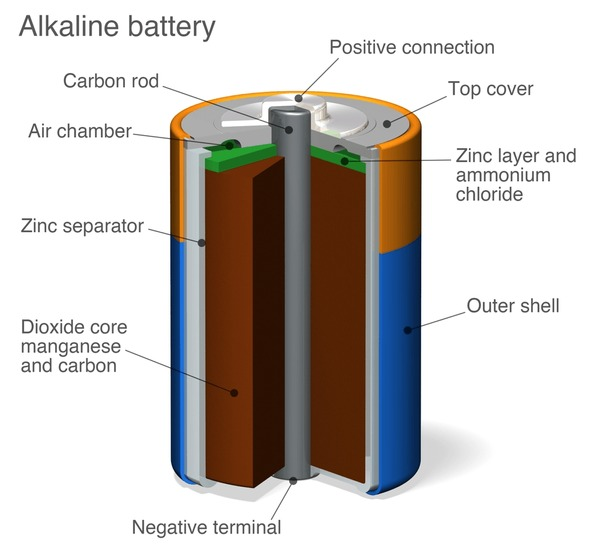 Alkaline battery
Positive connection
Carbon rod
Top cover
Air chamber
Zinc layer and
ammonium
chloride
Zinc separator
Outer shell
Dioxide core
manganese
and carbon
Negative terminal